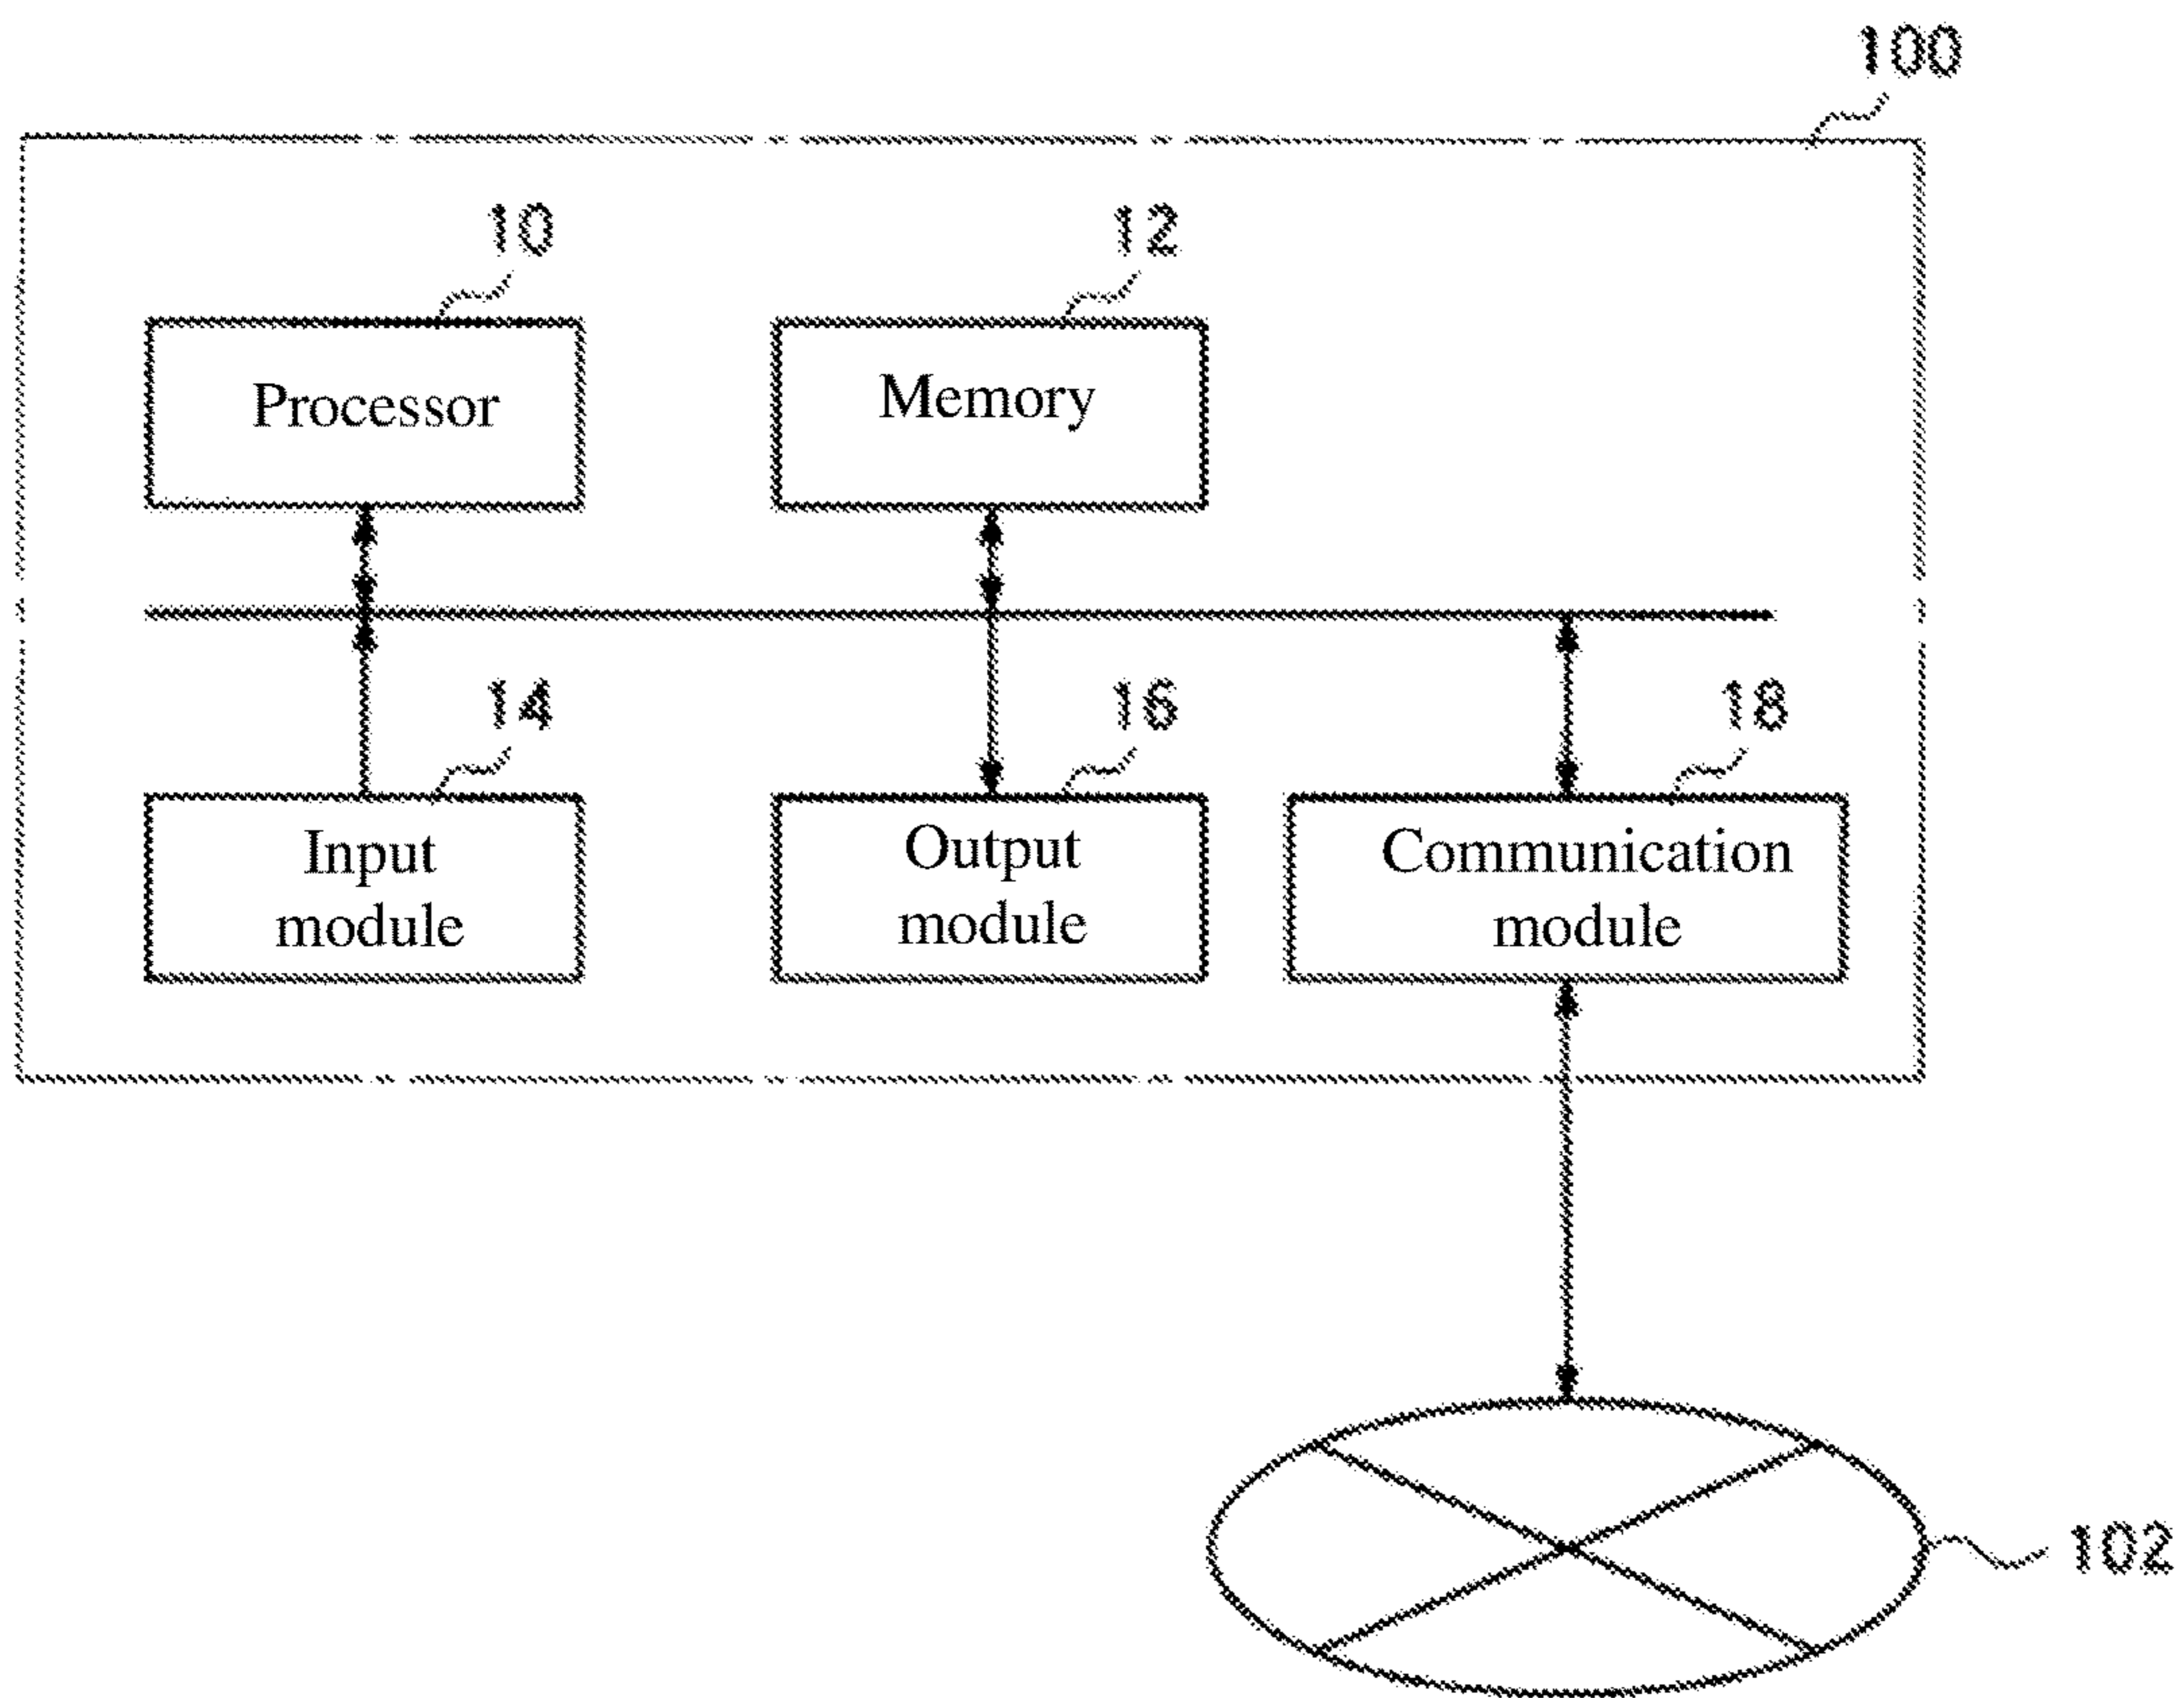 100
10
12
Processor
Memory
14
16
18
Input
module
Output
module
Communication
module
102